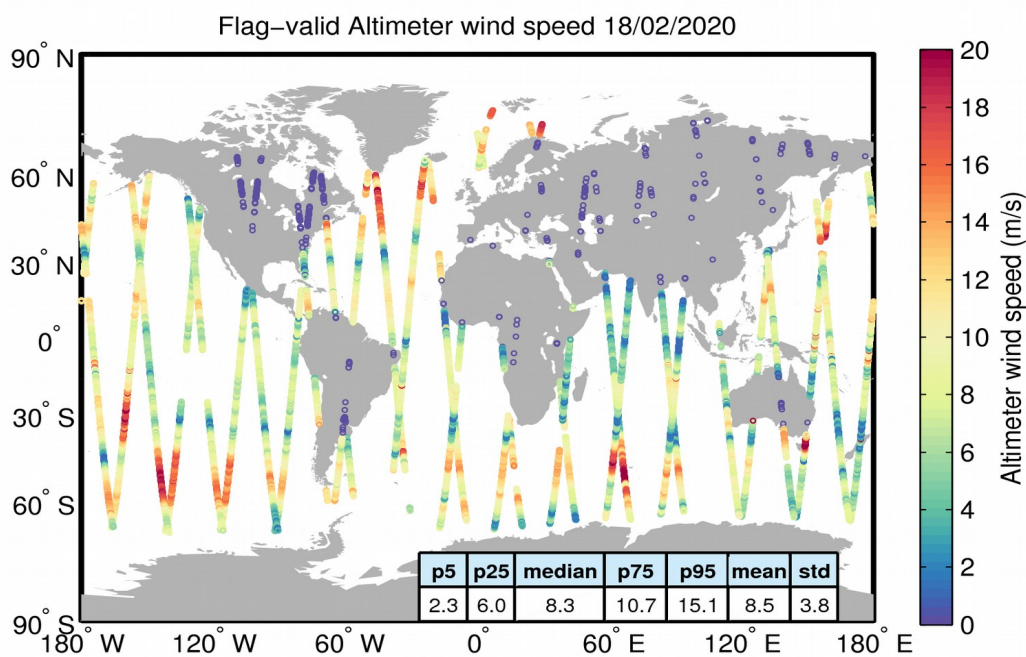 Flag−valid Altimeter wind speed 18/02/2020
90° N
60° N
30° N
0°
30° S
60° S
90° S
180° W
120° W
60° W
0°
60° E
120° E
180° E
20
18
16
14
12
10
8
6
4
2
0
Altimeter wind speed (m/s)
p5 p25 median p75 p95 mean std
2.3 6.0 8.3 10.7 15.1 8.5 3.8